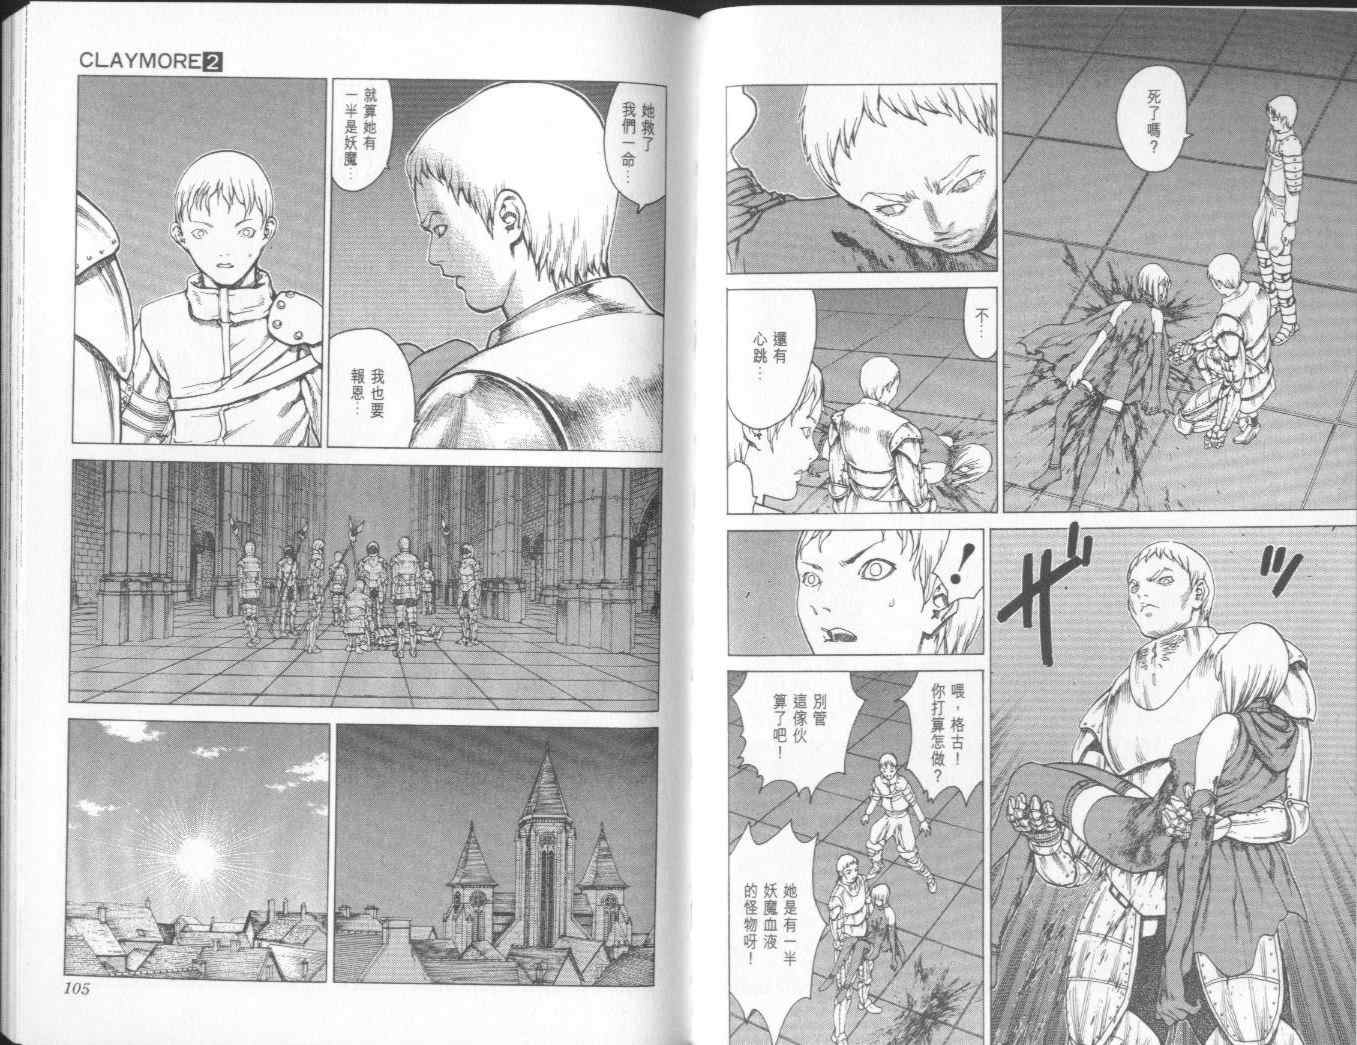 死了嗎?
不…
還有
心跳…
!
ザッ
喂,格古!
你打算怎做?
別管
這傢伙
算了吧!
她是有一半
妖魔血液
的怪物呀!
CLAYMORE2
她救了
我們一命…
就算她有
一半是妖魔…
我也要
報恩…
105